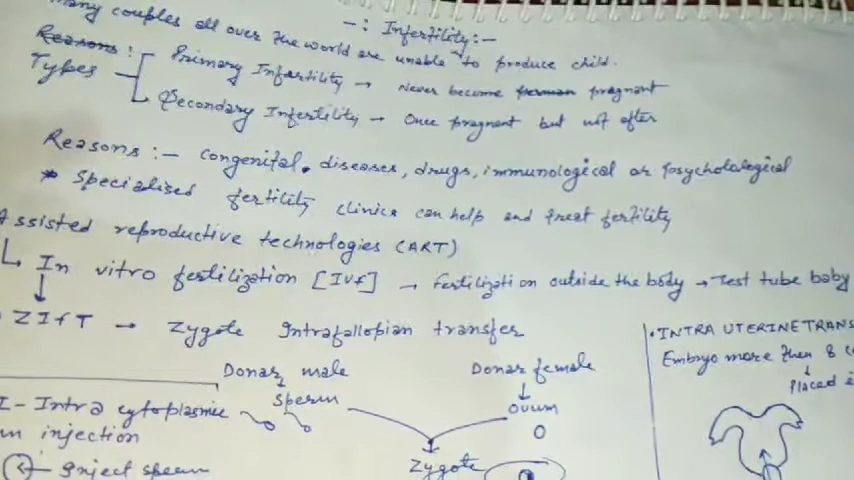 -: Infertility:-
many couples all over the world are unable to produce child.
Reasons:
Types
Primary Infertility → Never become pregnant
Secondary Infertility → Once pregnant but not after
Reasons:- Congenital. diseases, drugs, immunological or psychological
* Specialised fertility clinics can help and treat fertility
Assisted reproductive technologies (ART)
In vitro fertilization [IVf] → Fertilization outside the body → Test tube baby
ZIfT → Zygote Intrafallopian transfer
Donar male
Sperm
Donar female
Ovum
Zygote
I - Intra cytoplasmic
injection
Inject sperm
• INTRA UTERINE TRANS
Embryo more then 8
Placed